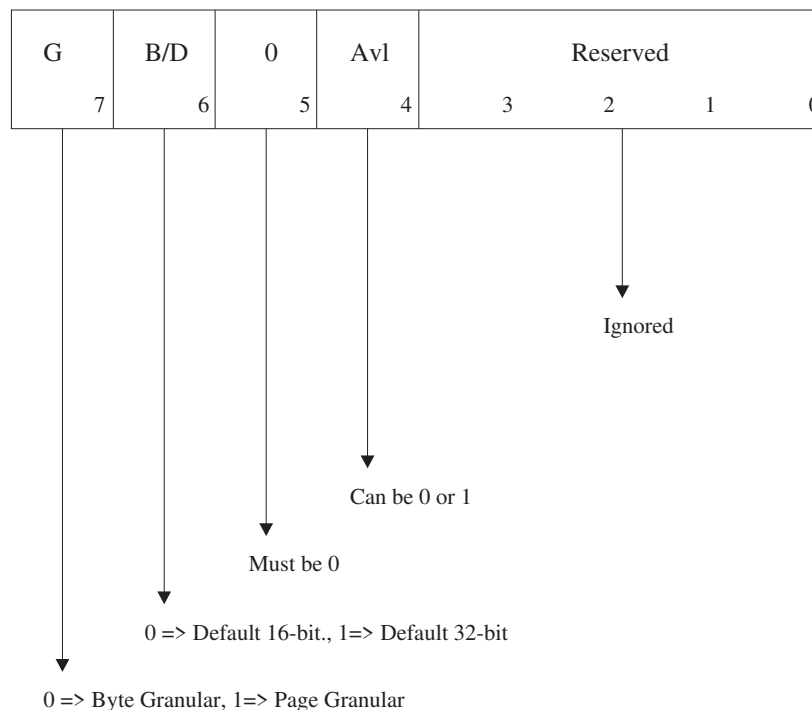 G B/D 0 Avl Reserved
7 6 5 4 3 2 1 0
Ignored
Can be 0 or 1
Must be 0
0 => Default 16-bit., 1=> Default 32-bit
0 => Byte Granular, 1=> Page Granular